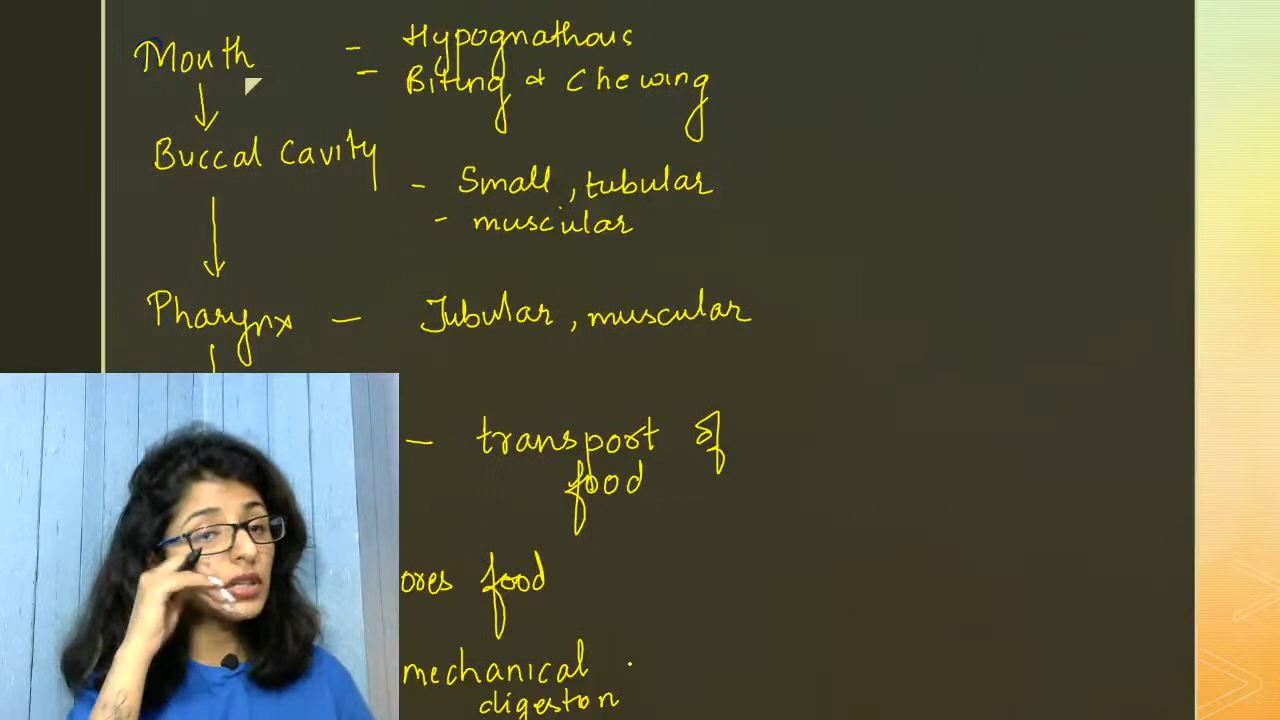 Mouth - Hypognathous
- Biting & Chewing
Buccal Cavity
- Small, tubular
- muscular
Pharynx - Tubular, muscular
- transport of
food
ores food
mechanical
digeston